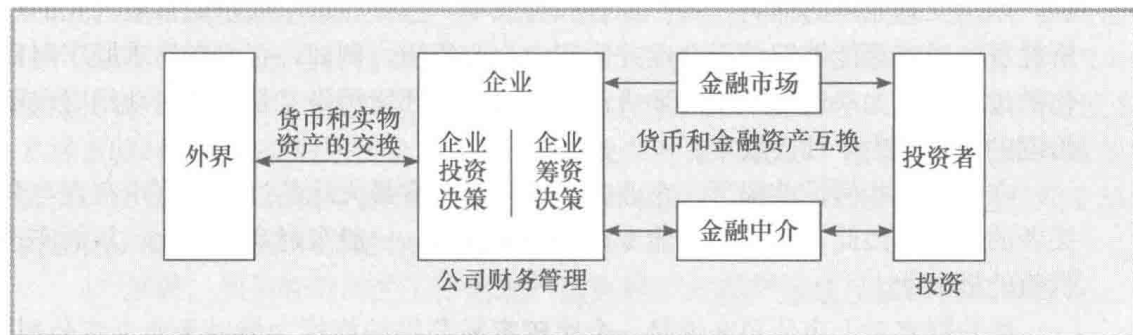 外界
货币和实物
资产的交换
企业
企业
投资
决策
企业
筹资
决策
公司财务管理
金融市场
货币和金融资产互换
金融中介
投资者
投资